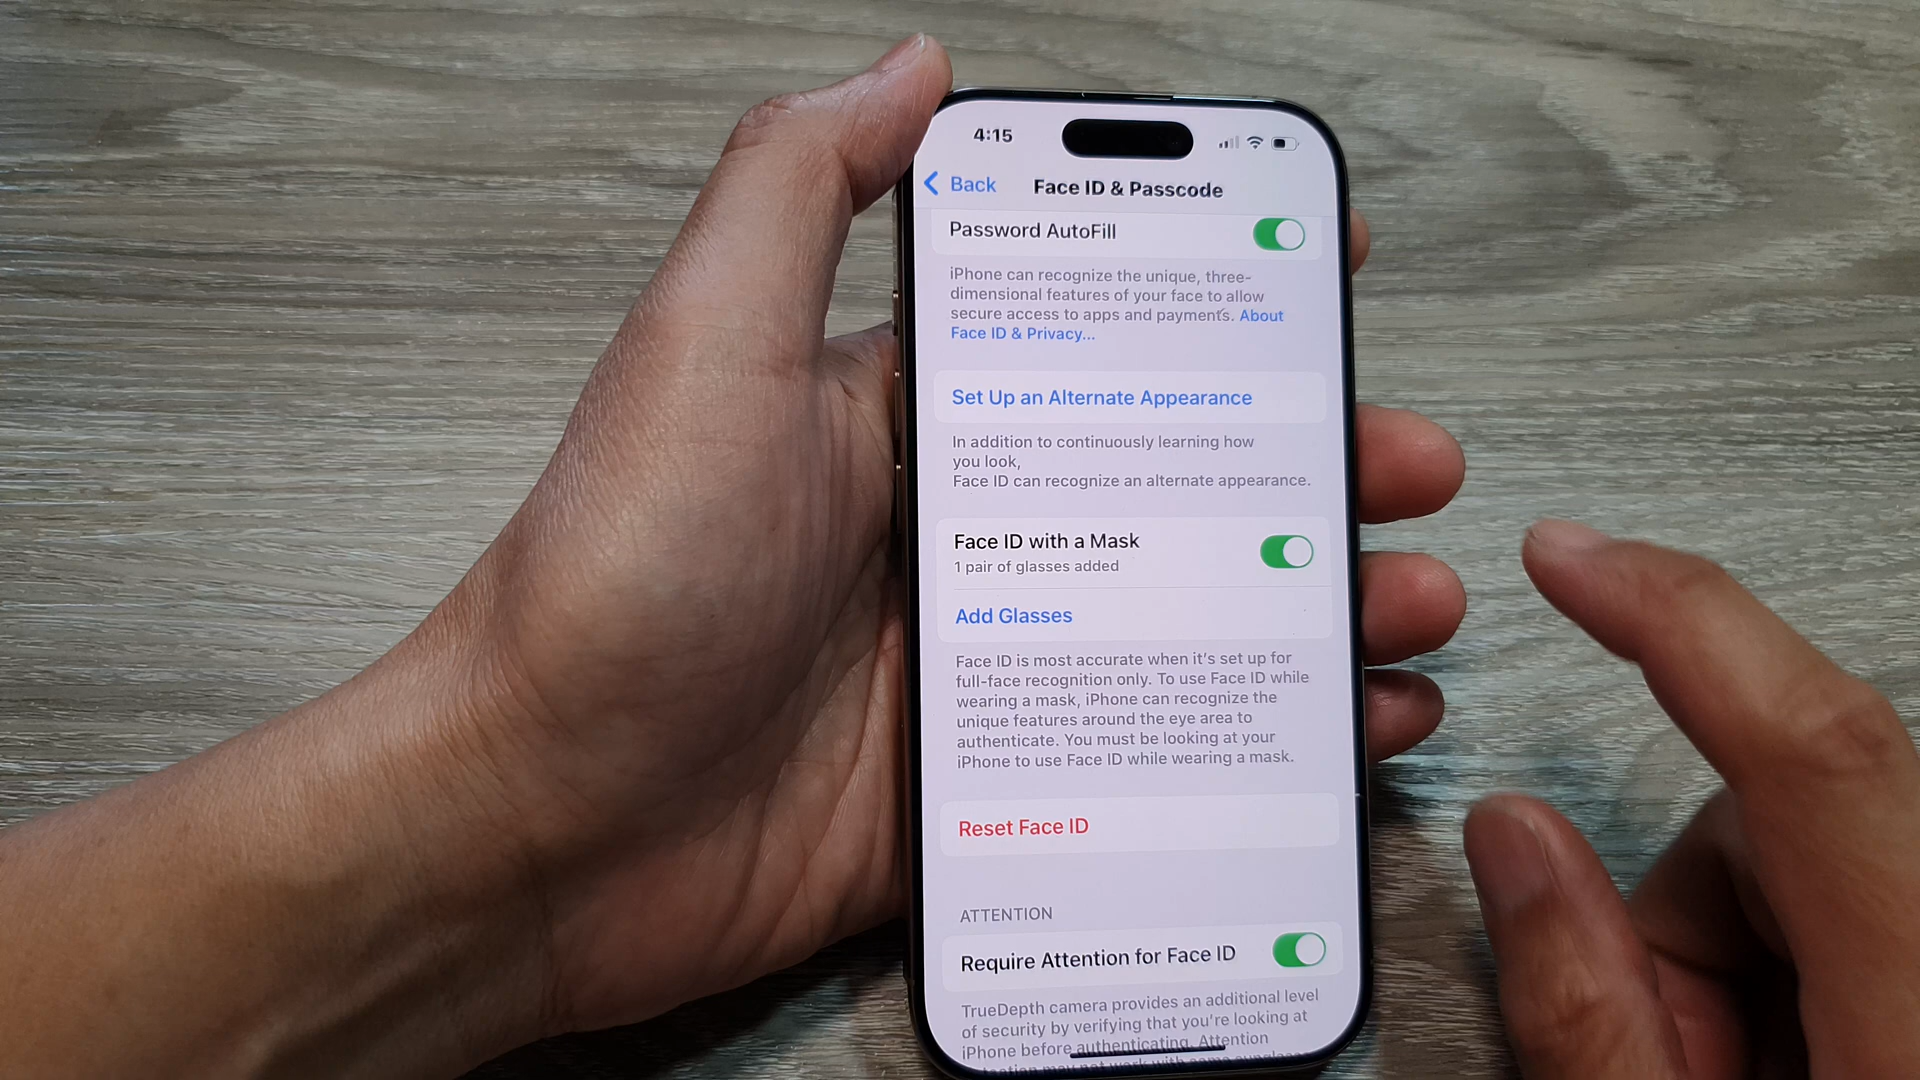 4:15
Back
Face ID & Passcode
Password AutoFill
iPhone can recognize the unique, three-
dimensional features of your face to allow
secure access to apps and payments. About
Face ID & Privacy...
Set Up an Alternate Appearance
In addition to continuously learning how
you look,
Face ID can recognize an alternate appearance.
Face ID with a Mask
1 pair of glasses added
Add Glasses
Face ID is most accurate when it's set up for
full-face recognition only. To use Face ID while
wearing a mask, iPhone can recognize the
unique features around the eye area to
authenticate. You must be looking at your
iPhone to use Face ID while wearing a mask.
Reset Face ID
ATTENTION
Require Attention for Face ID
TrueDepth camera provides an additional level
of security by verifying that you're looking at
iPhone before authenticating. Attention
may not work with some